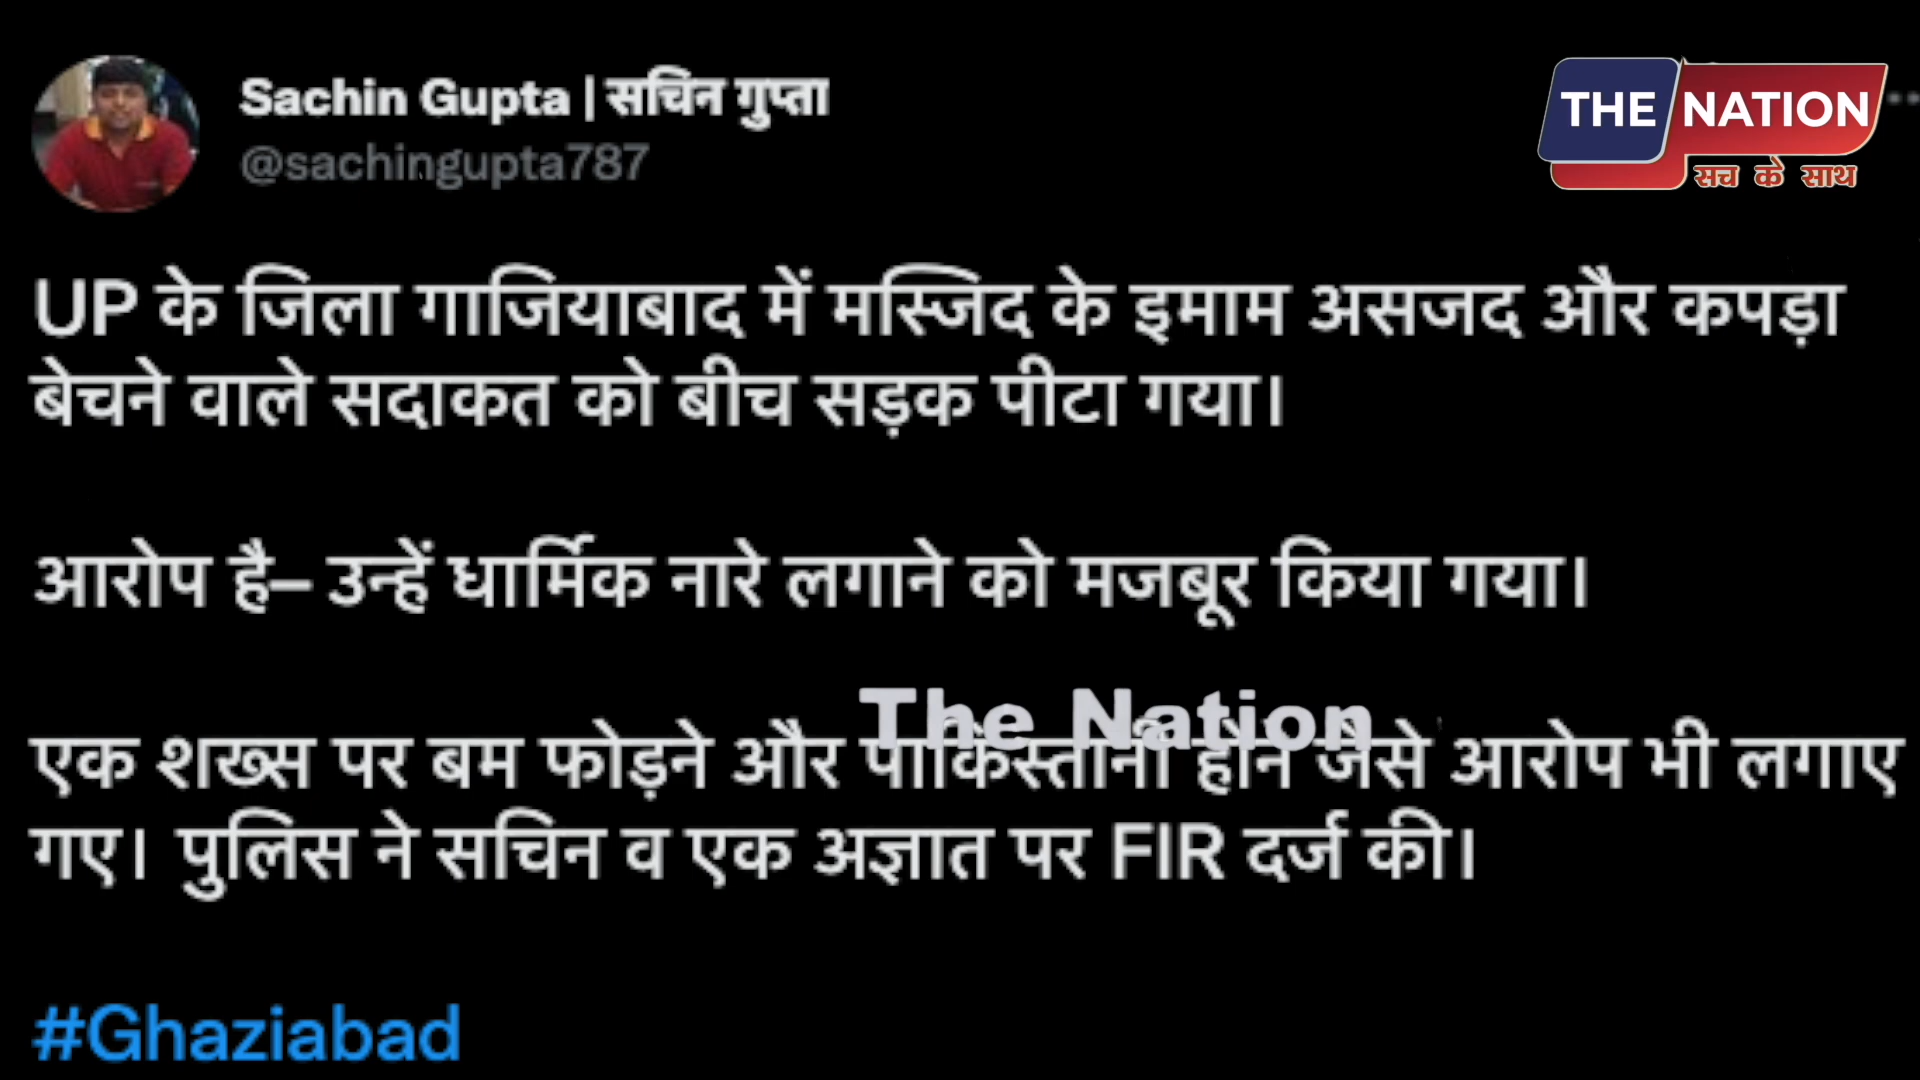 Sachin Gupta | सचिन गुप्ता
@sachingupta787
THE NATION
सच के साथ
UP के जिला गाजियाबाद में मस्जिद के इमाम असजद और कपड़ा
बेचने वाले सदाकत को बीच सड़क पीटा गया।
आरोप है– उन्हें धार्मिक नारे लगाने को मजबूर किया गया।
The Nation
एक शख्स पर बम फोड़ने और पाकिस्तानी होने जैसे आरोप भी लगाए
गए। पुलिस ने सचिन व एक अज्ञात पर FIR दर्ज की।
#Ghaziabad